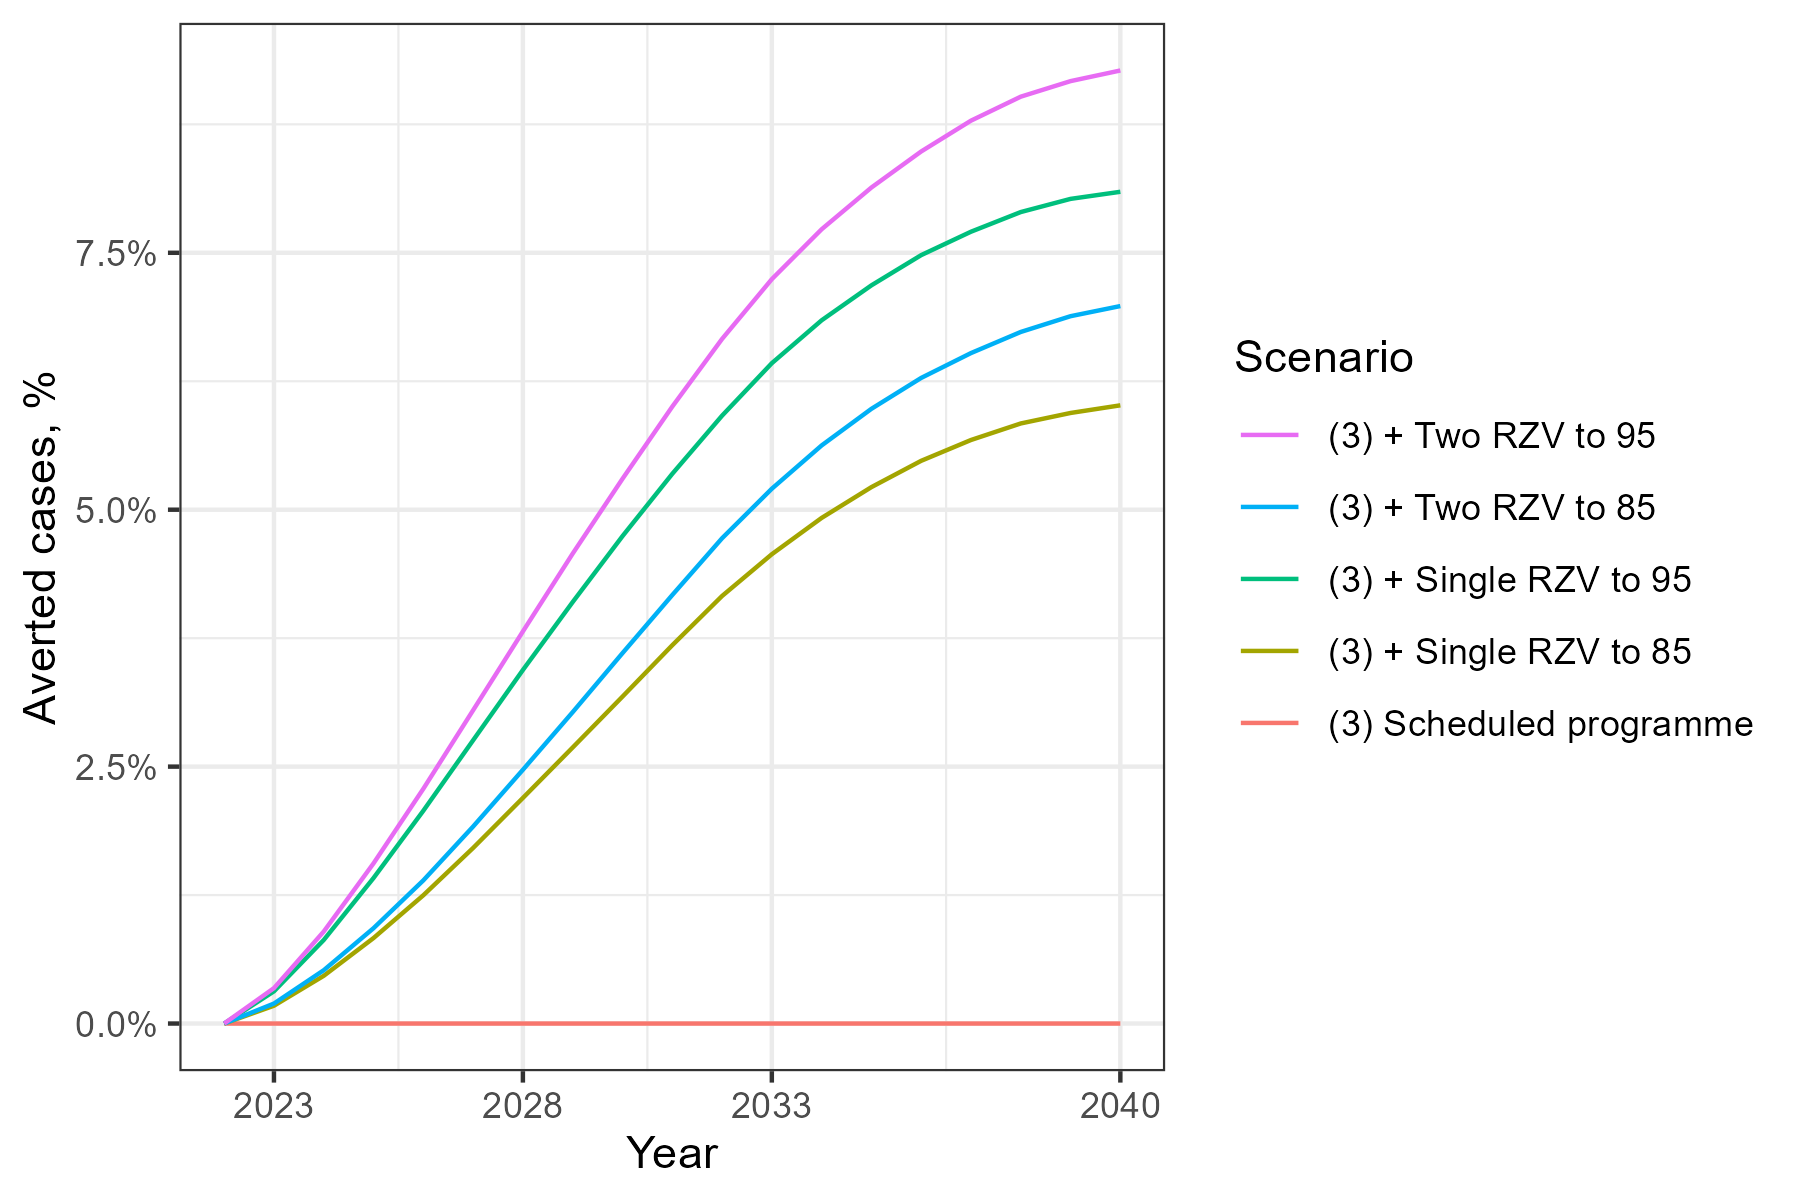 Averted cases, %
7.5%
5.0%
2.5%
0.0%
2023
2028
2033
2040
Year
Scenario
(3) + Two RZV to 95
(3) + Two RZV to 85
(3) + Single RZV to 95
(3) + Single RZV to 85
(3) Scheduled programme